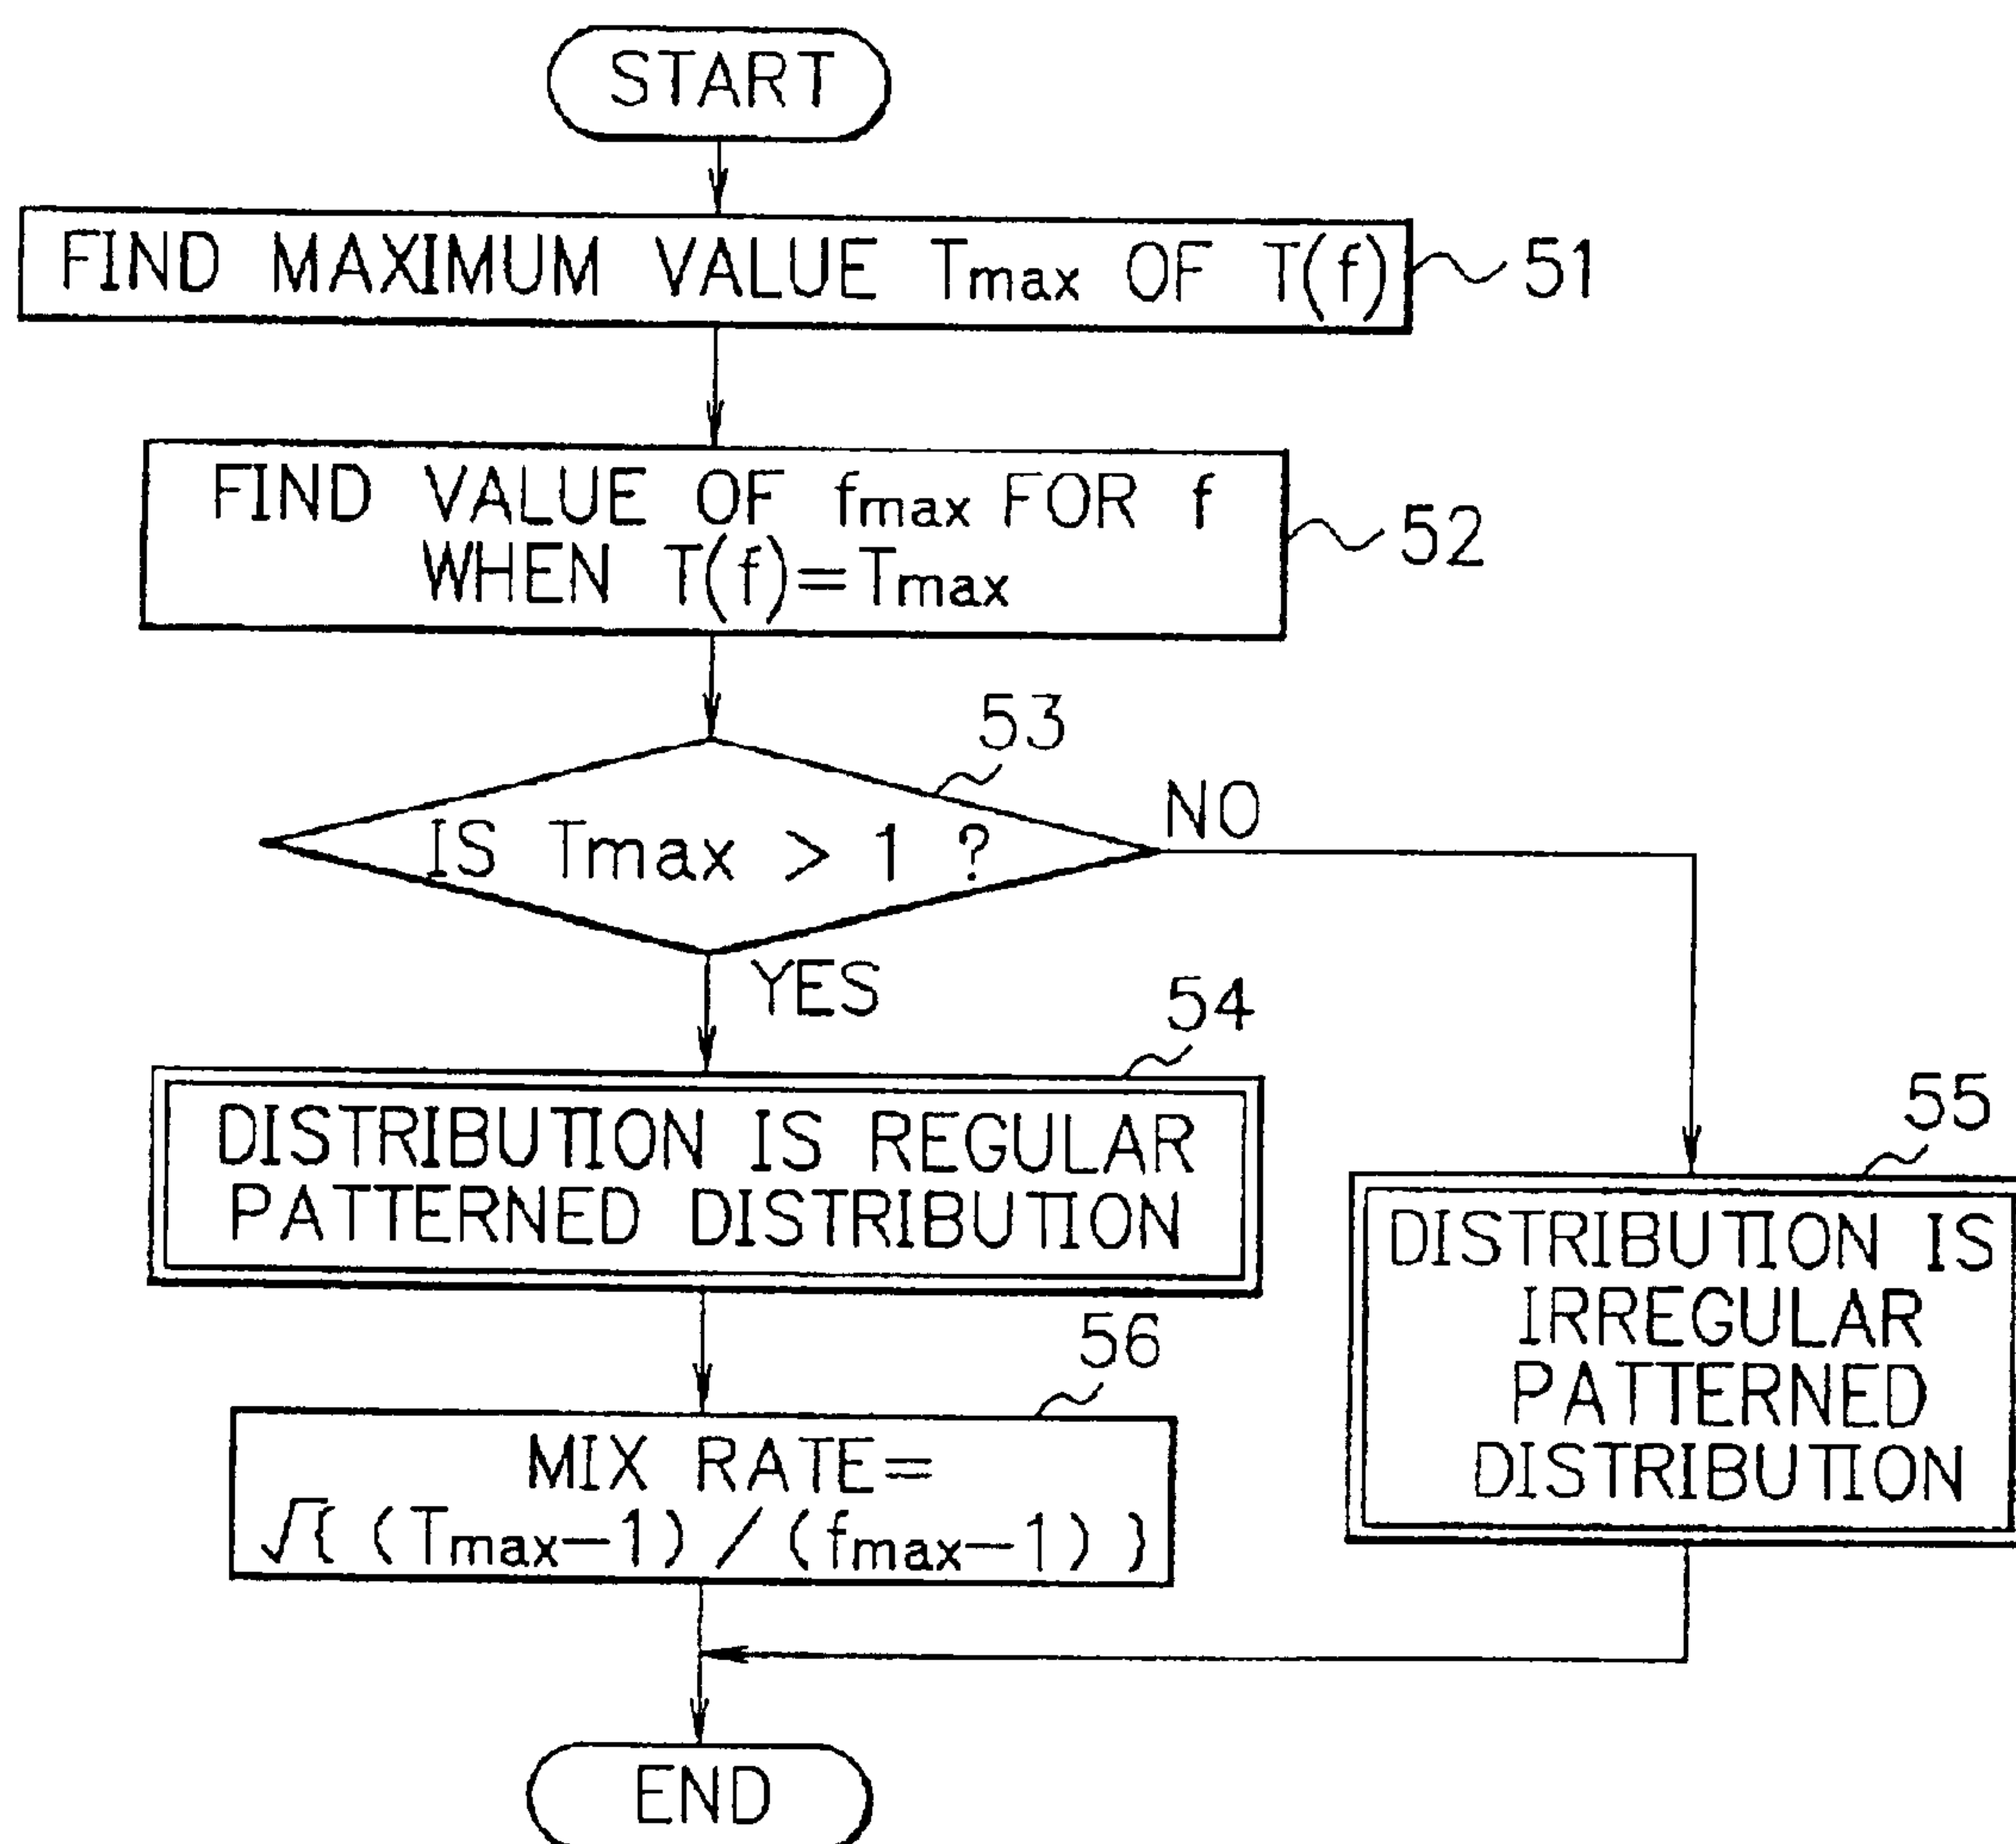 START
FIND MAXIMUM VALUE Tmax OF T(f)
51
FIND VALUE OF fmax FOR f
WHEN T(f)=Tmax
52
53
IS Tmax > 1 ?
NO
YES
54
DISTRIBUTION IS REGULAR
PATTERNED DISTRIBUTION
55
DISTRIBUTION IS
IRREGULAR
PATTERNED
DISTRIBUTION
56
MIX RATE=
√{ (Tmax−1) / (fmax−1) }
END